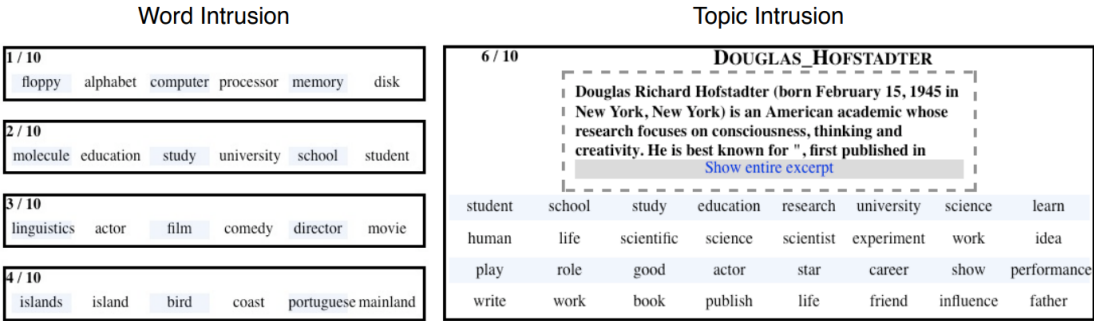 Word Intrusion
1 / 10
floppy alphabet computer processor memory disk
2 / 10
molecule education study university school student
3 / 10
linguistics actor film comedy director movie
4 / 10
islands island bird coast portuguese mainland
Topic Intrusion
6 / 10 DOUGLAS_HOFSTADTER
Douglas Richard Hofstadter (born February 15, 1945 in
New York, New York) is an American academic whose
research focuses on consciousness, thinking and
creativity. He is best known for ", first published in
Show entire excerpt
student school study education research university science learn
human life scientific science scientist experiment work idea
play role good actor star career show performance
write work book publish life friend influence father